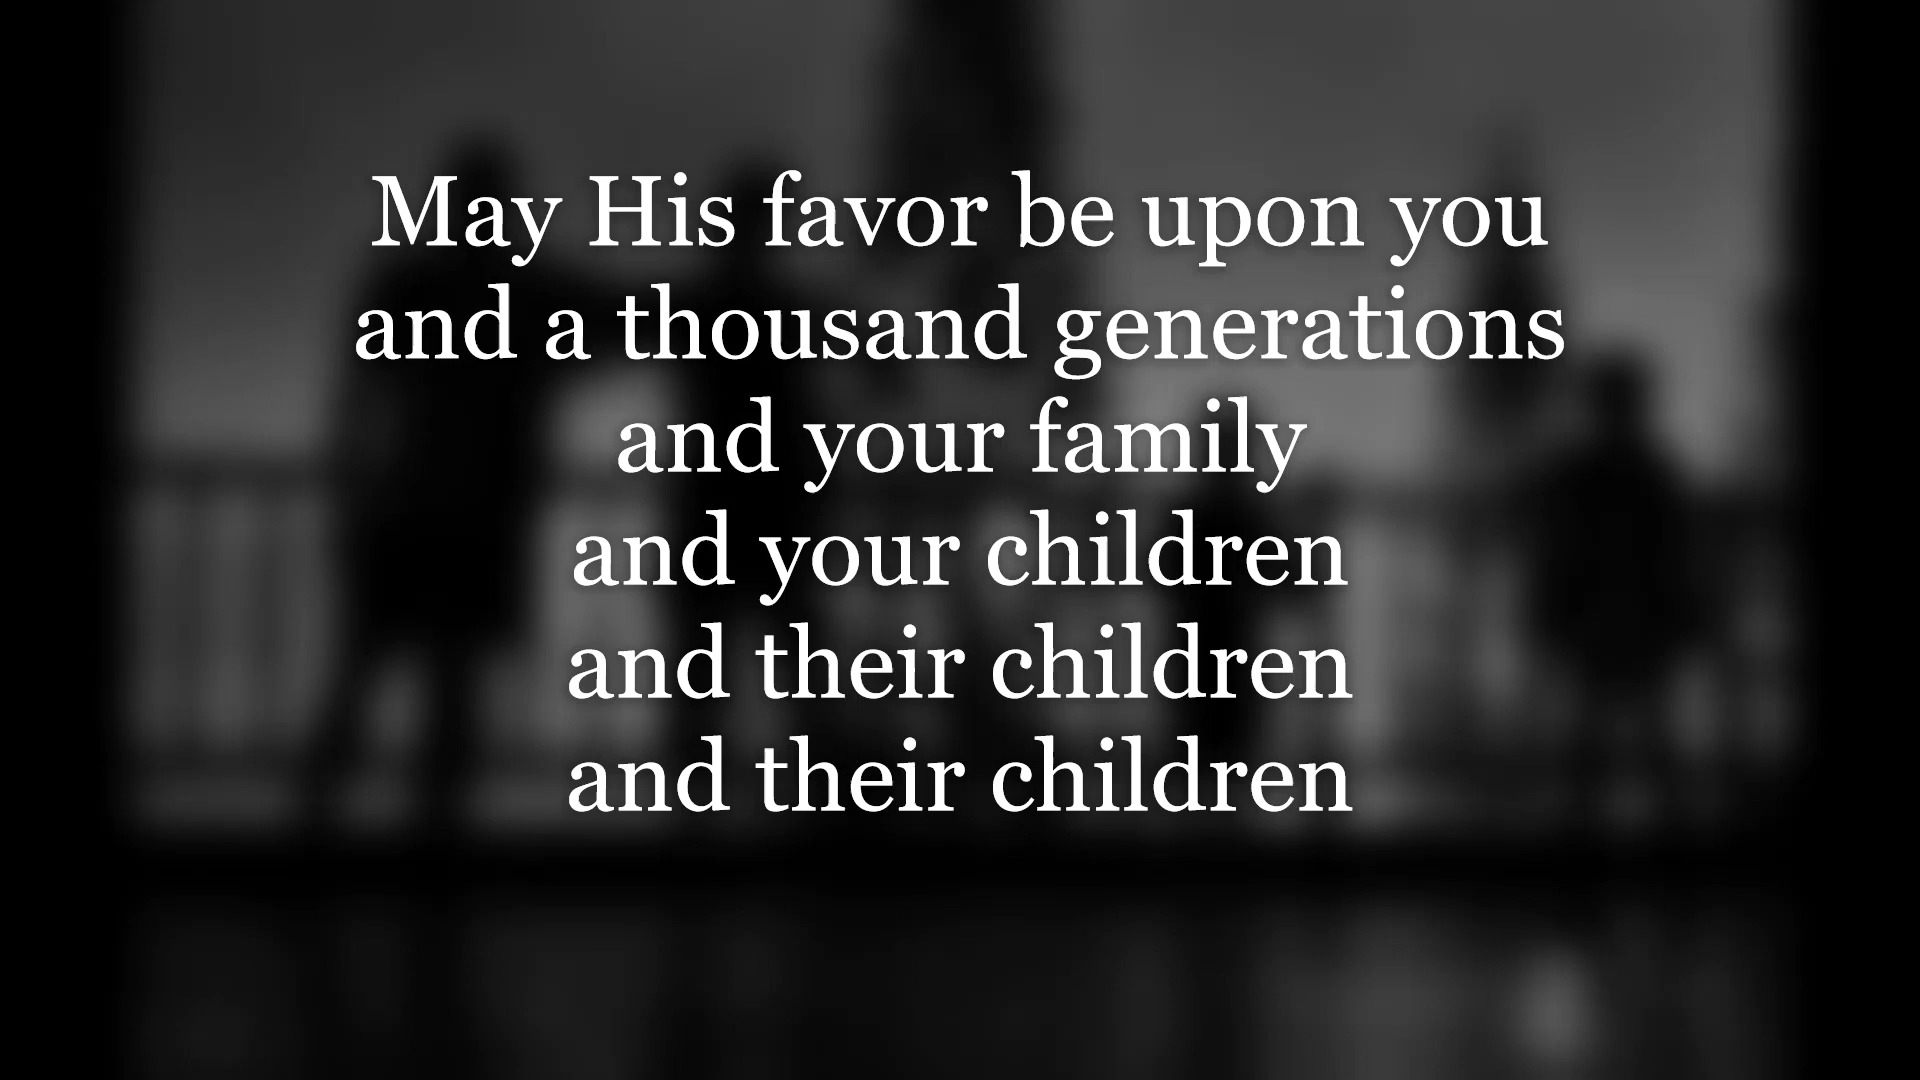 May His favor be upon you
and a thousand generations
and your family
and your children
and their children
and their children